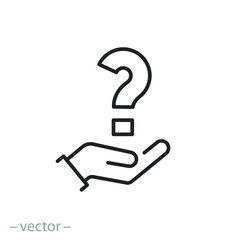 ?
- vector -